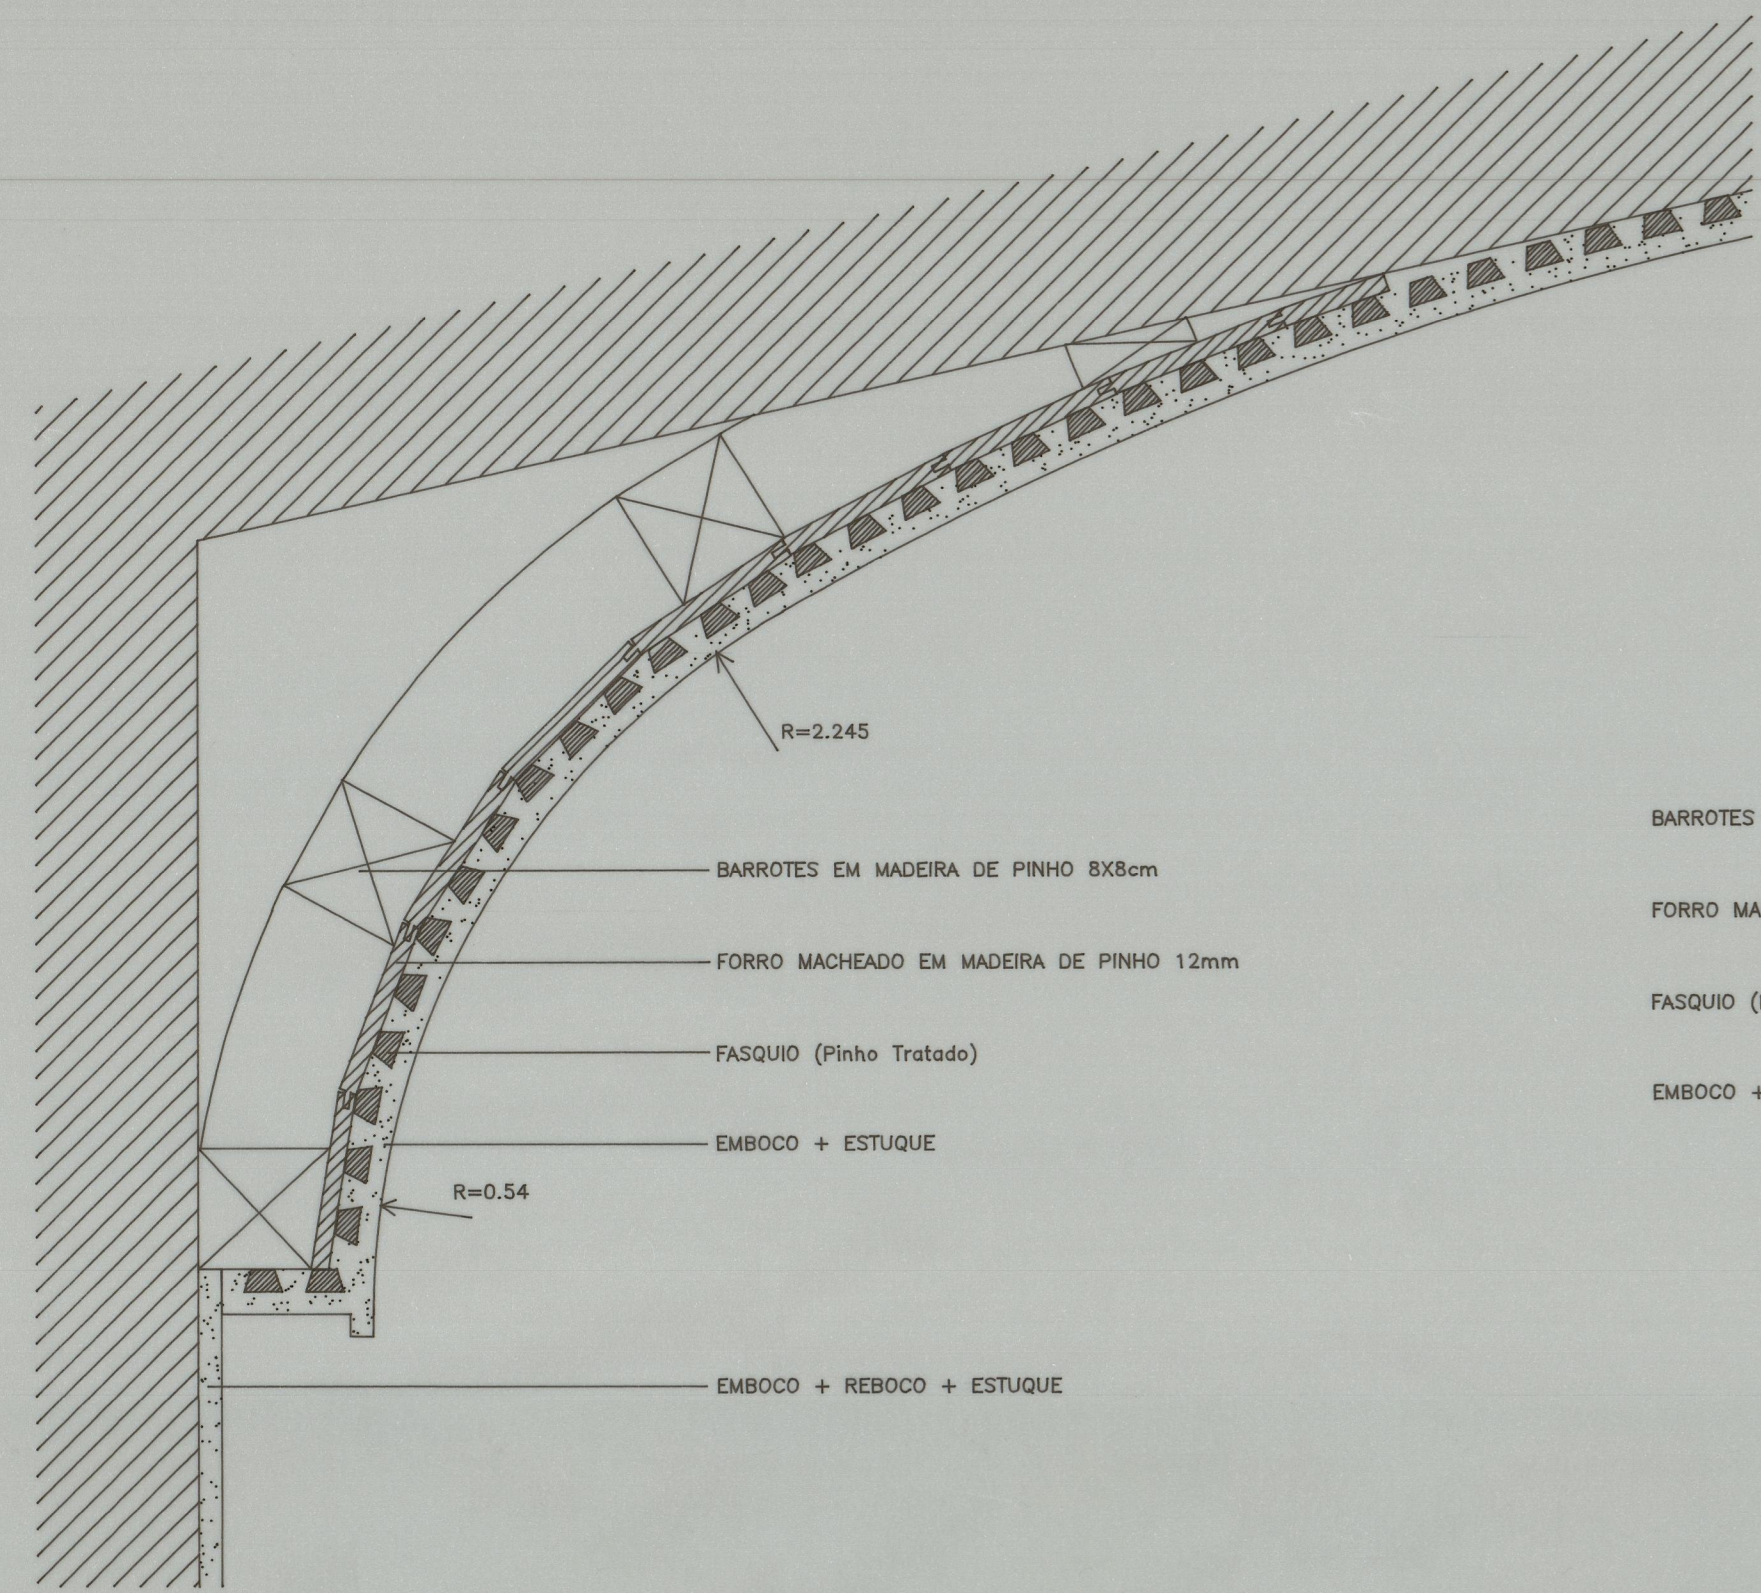 R=2.245
BARROTES EM MADEIRA DE PINHO 8X8cm
FORRO MACHEADO EM MADEIRA DE PINHO 12mm
FASQUIO (Pinho Tratado)
EMBOCO + ESTUQUE
R=0.54
EMBOCO + REBOCO + ESTUQUE
BARROTES
FORRO
FASQUIO
EMBOCO +